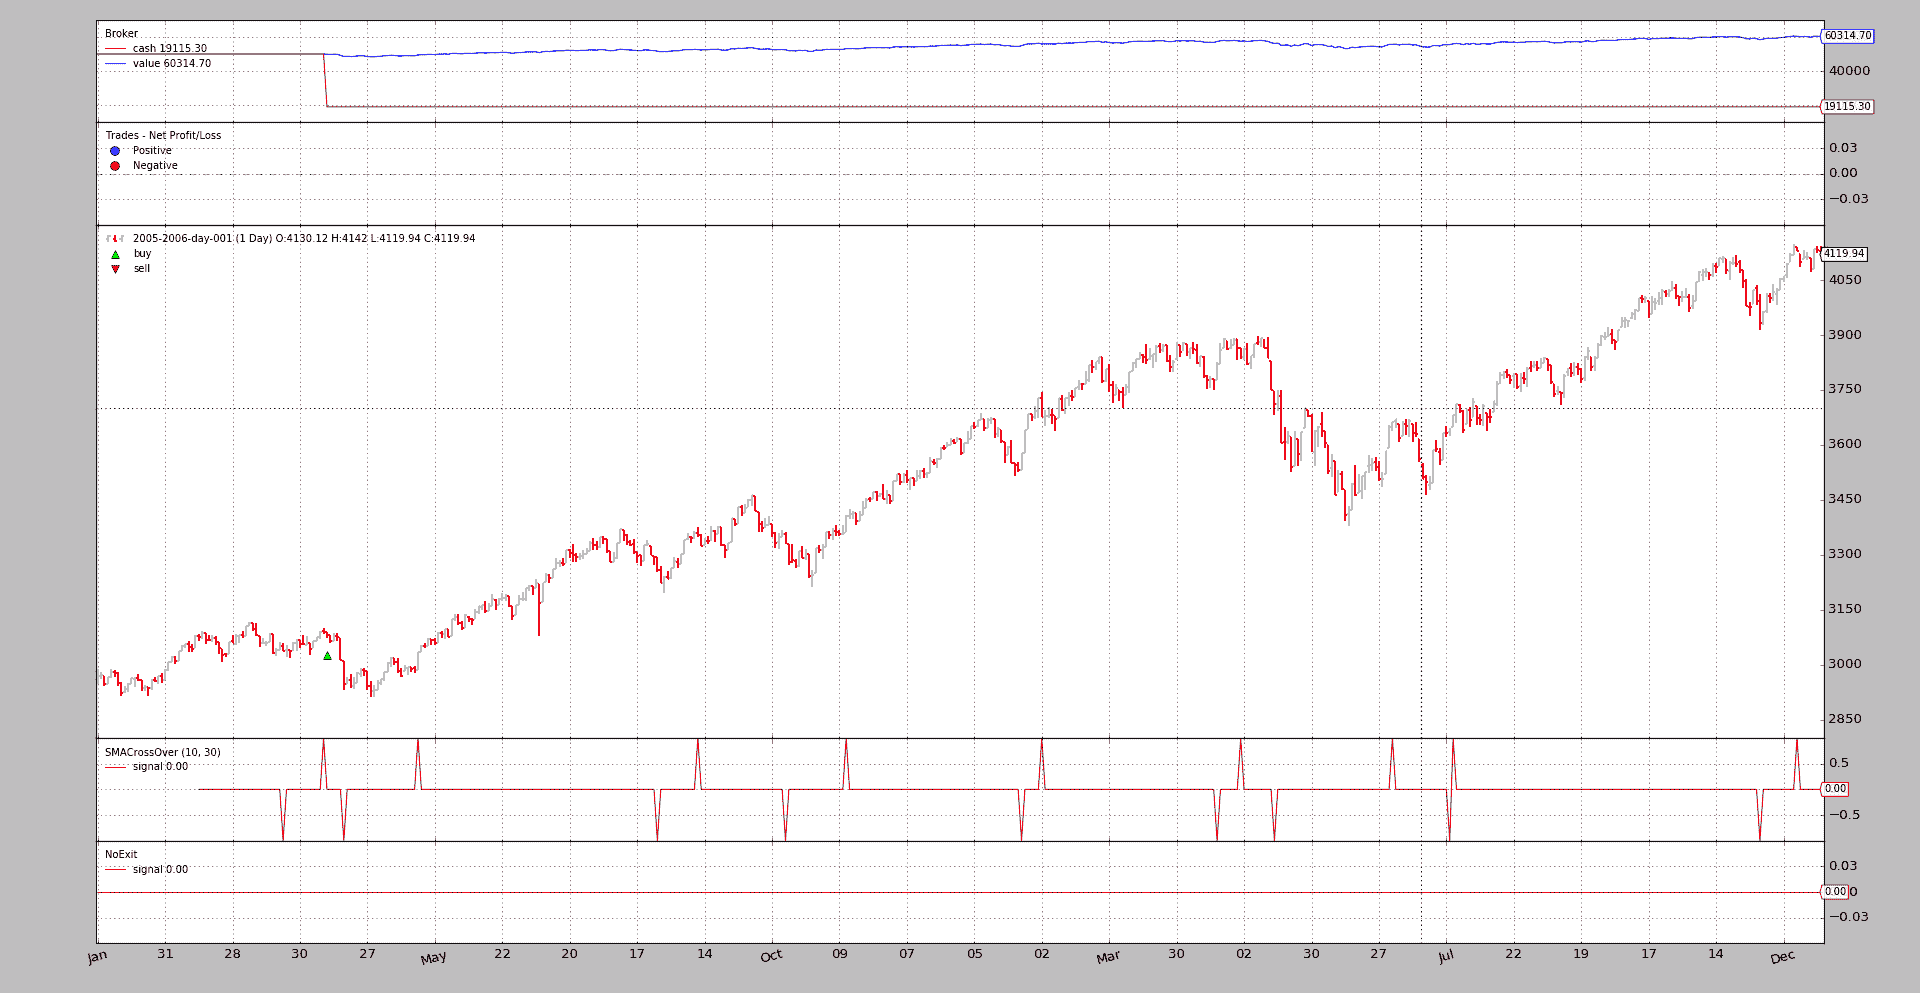 Broker
cash 19115.30
value 60314.70
60314.70
40000
19115.30
Trades - Net Profit/Loss
Positive
Negative
0.03
0.00
−0.03
2005-2006-day-001 (1 Day) O:4130.12 H:4142 L:4119.94 C:4119.94
buy
sell
4119.94
4050
3900
3750
3600
3450
3300
3150
3000
2850
SMACrossOver (10, 30)
signal 0.00
0.5
0.00
−0.5
NoExit
signal 0.00
0.03
0.00 0
−0.03
Jan 31 28 30 27 May 22 20 17 14 Oct 09 07 05 02 Mar 30 02 30 27 Jul 22 19 17 14 Dec